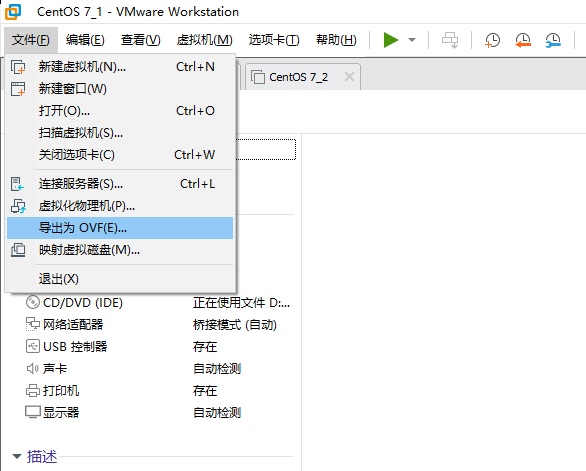 CentOS 7_1 - VMware Workstation
文件(F) 编辑(E) 查看(V) 虚拟机(M) 选项卡(T) 帮助(H)
CentOS 7_2
新建虚拟机(N)... Ctrl+N
新建窗口(W)
打开(O)... Ctrl+O
扫描虚拟机(S)...
关闭选项卡(C) Ctrl+W
连接服务器(S)... Ctrl+L
虚拟化物理机(P)...
导出为 OVF(E)...
映射虚拟磁盘(M)...
退出(X)
CD/DVD (IDE) 正在使用文件 D:...
网络适配器 桥接模式 (自动)
USB 控制器 存在
声卡 自动检测
打印机 存在
显示器 自动检测
描述